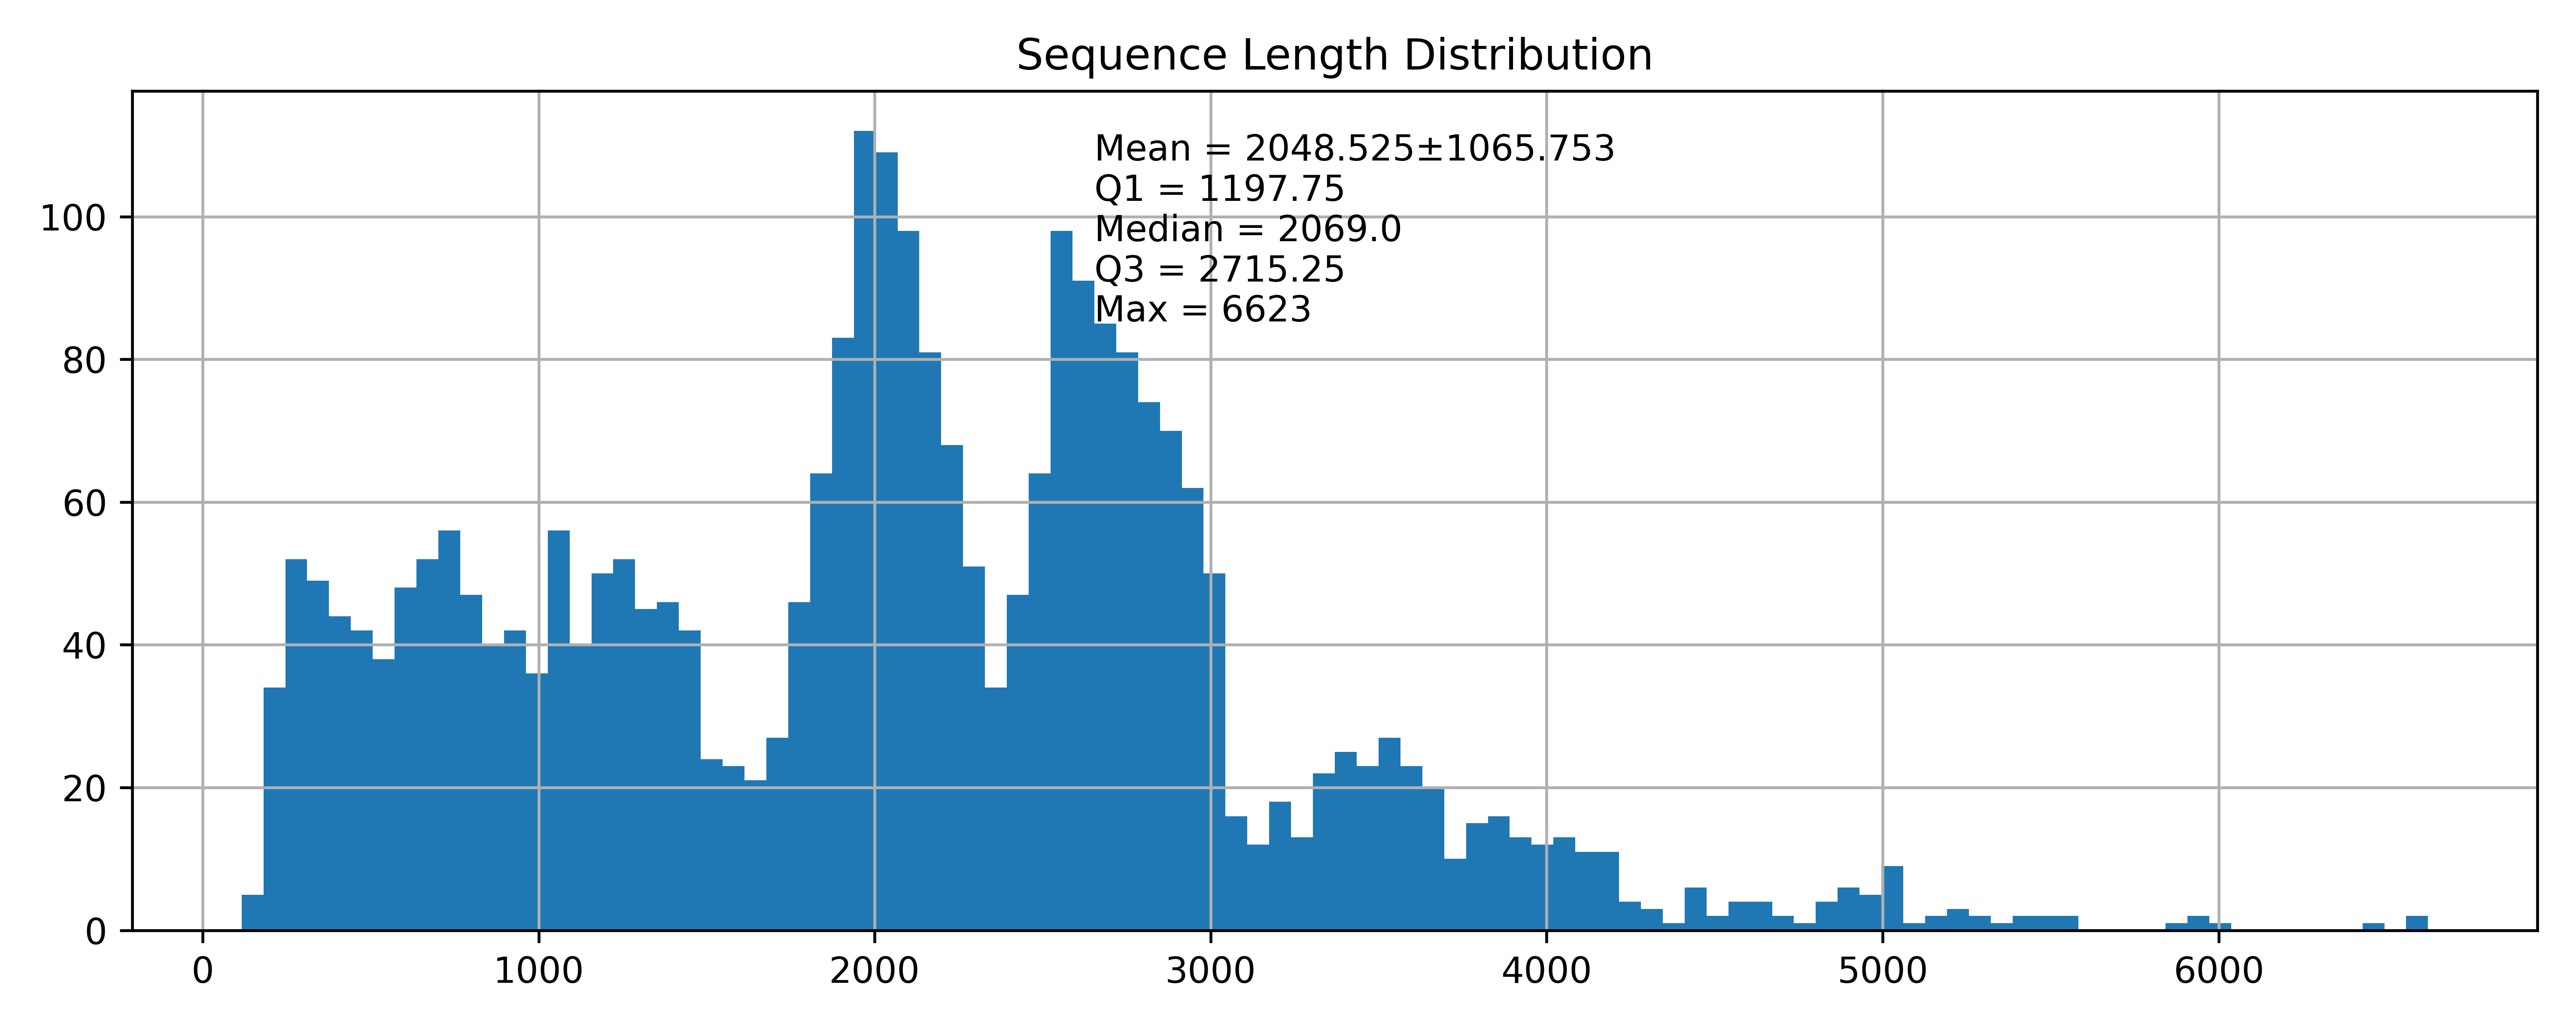 Sequence Length Distribution
Mean = 2048.525±1065.753
Q1 = 1197.75
Median = 2069.0
Q3 = 2715.25
Max = 6623
100
80
60
40
20
0
0 1000 2000 3000 4000 5000 6000